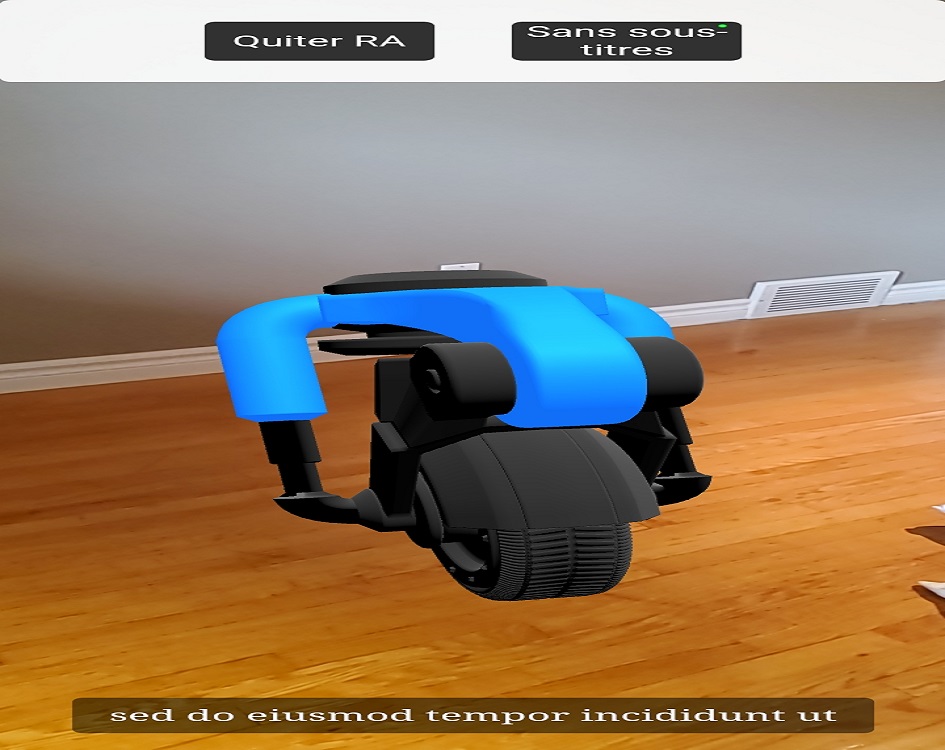 Quiter RA
Sans sous-
titres
sed do eiusmod tempor incididunt ut